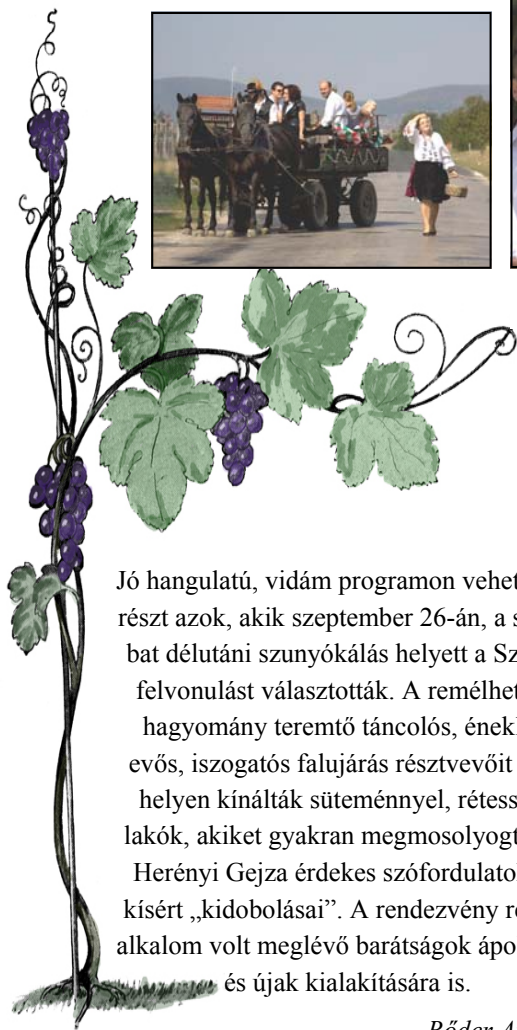 Jó hangulatú, vidám programon vehet
részt azok, akik szeptember 26-án, a s
bat délutáni szunyókálás helyett a Sz
felvonulást választották. A remélhet
hagyomány teremtő táncolós, énekl
evős, iszogatós falujárás résztvevőit
helyen kínálták süteménnyel, rétess
lakók, akiket gyakran megmosolyogt
Herényi Gejza érdekes szófordulato
kísért „kidobolásai”. A rendezvény r
alkalom volt meglévő barátságok ápo
és újak kialakítására is.
Bőder A